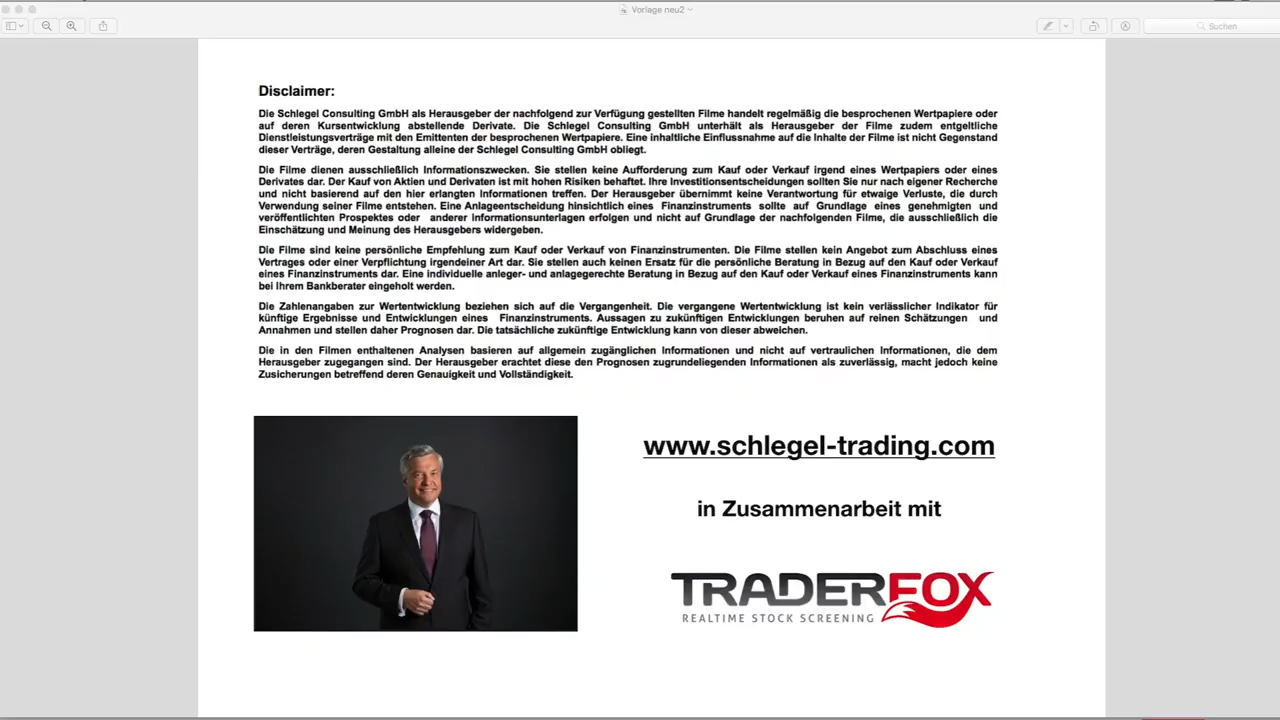 Vorlage neu2
Suchen
Disclaimer:
Die Schlegel Consulting GmbH als Herausgeber der nachfolgend zur Verfügung gestellten Filme handelt regelmäßig die besprochenen Wertpapiere oder
auf deren Kursentwicklung abstellende Derivate. Die Schlegel Consulting GmbH unterhält als Herausgeber der Filme zudem entgeltliche
Dienstleistungsverträge mit den Emittenten der besprochenen Wertpapiere. Eine inhaltliche Einflussnahme auf die Inhalte der Filme ist nicht Gegenstand
dieser Verträge, deren Gestaltung alleine der Schlegel Consulting GmbH obliegt.
Die Filme dienen ausschließlich Informationszwecken. Sie stellen keine Aufforderung zum Kauf oder Verkauf irgend eines Wertpapiers oder eines
Derivates dar. Der Kauf von Aktien und Derivaten ist mit hohen Risiken behaftet. Ihre Investitionsentscheidungen sollten Sie nur nach eigener Recherche
und nicht basierend auf den hier erlangten Informationen treffen. Der Herausgeber übernimmt keine Verantwortung für etwaige Verluste, die durch
Verwendung seiner Filme entstehen. Eine Anlageentscheidung hinsichtlich eines Finanzinstruments sollte auf Grundlage eines genehmigten und
veröffentlichten Prospektes oder anderer Informationsunterlagen erfolgen und nicht auf Grundlage der nachfolgenden Filme, die ausschließlich die
Einschätzung und Meinung des Herausgebers widergeben.
Die Filme sind keine persönliche Empfehlung zum Kauf oder Verkauf von Finanzinstrumenten. Die Filme stellen kein Angebot zum Abschluss eines
Vertrages oder einer Verpflichtung irgendeiner Art dar. Sie stellen auch keinen Ersatz für die persönliche Beratung in Bezug auf den Kauf oder Verkauf
eines Finanzinstruments dar. Eine individuelle anleger- und anlagegerechte Beratung in Bezug auf den Kauf oder Verkauf eines Finanzinstruments kann
bei Ihrem Bankberater eingeholt werden.
Die Zahlenangaben zur Wertentwicklung beziehen sich auf die Vergangenheit. Die vergangene Wertentwicklung ist kein verlässlicher Indikator für
künftige Ergebnisse und Entwicklungen eines Finanzinstruments. Aussagen zu zukünftigen Entwicklungen beruhen auf reinen Schätzungen und
Annahmen und stellen daher Prognosen dar. Die tatsächliche zukünftige Entwicklung kann von dieser abweichen.
Die in den Filmen enthaltenen Analysen basieren auf allgemein zugänglichen Informationen und nicht auf vertraulichen Informationen, die dem
Herausgeber zugegangen sind. Der Herausgeber erachtet diese den Prognosen zugrundeliegenden Informationen als zuverlässig, macht jedoch keine
Zusicherungen betreffend deren Genauigkeit und Vollständigkeit.
www.schlegel-trading.com
in Zusammenarbeit mit
TRADERFOX
REALTIME STOCK SCREENING